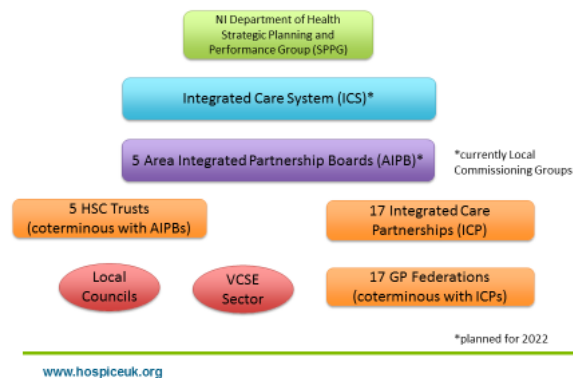 NI Department of Health
Strategic Planning and
Performance Group (SPPG)
Integrated Care System (ICS)*
5 Area Integrated Partnership Boards (AIPB)*
*currently Local
Commissioning Groups
5 HSC Trusts
(coterminous with AIPBs)
17 Integrated Care
Partnerships (ICP)
Local
Councils
VCSE
Sector
17 GP Federations
(coterminous with ICPs)
*planned for 2022
www.hospiceuk.org